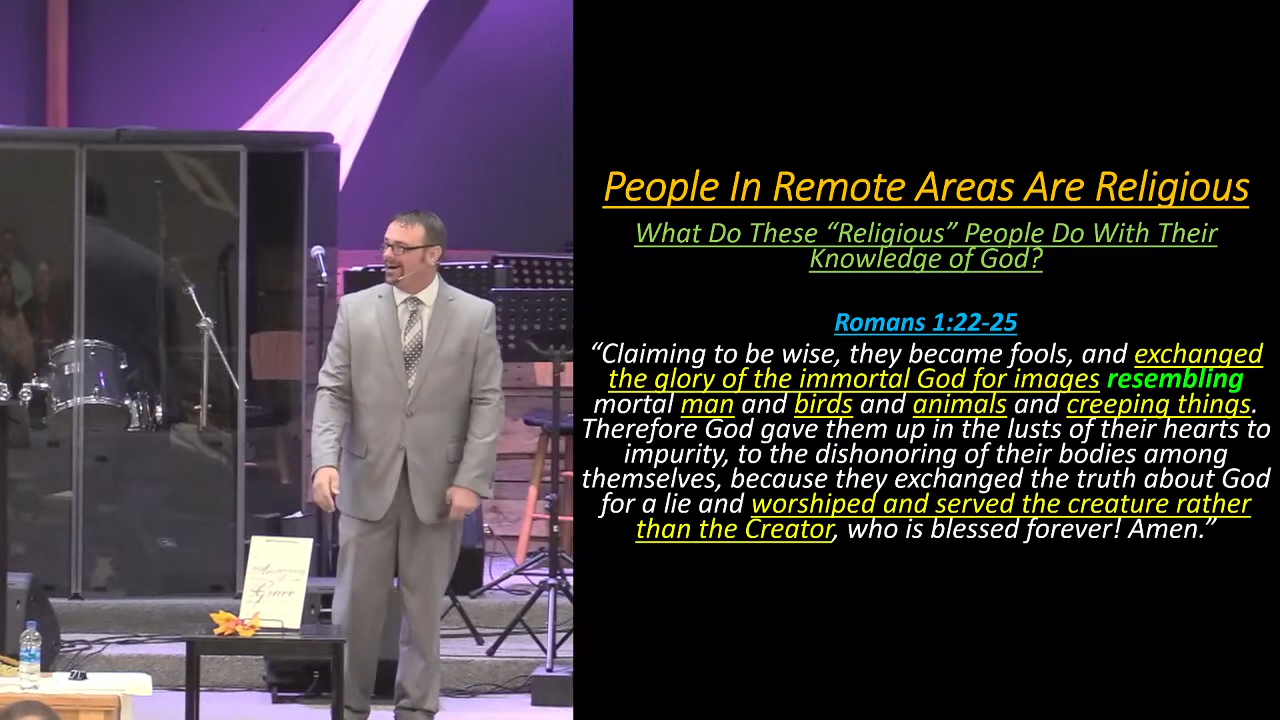 People In Remote Areas Are Religious
What Do These “Religious” People Do With Their
Knowledge of God?
Romans 1:22-25
“Claiming to be wise, they became fools, and exchanged
the glory of the immortal God for images resembling
mortal man and birds and animals and creeping things.
Therefore God gave them up in the lusts of their hearts to
impurity, to the dishonoring of their bodies among
themselves, because they exchanged the truth about God
for a lie and worshiped and served the creature rather
than the Creator, who is blessed forever! Amen.”
Grace